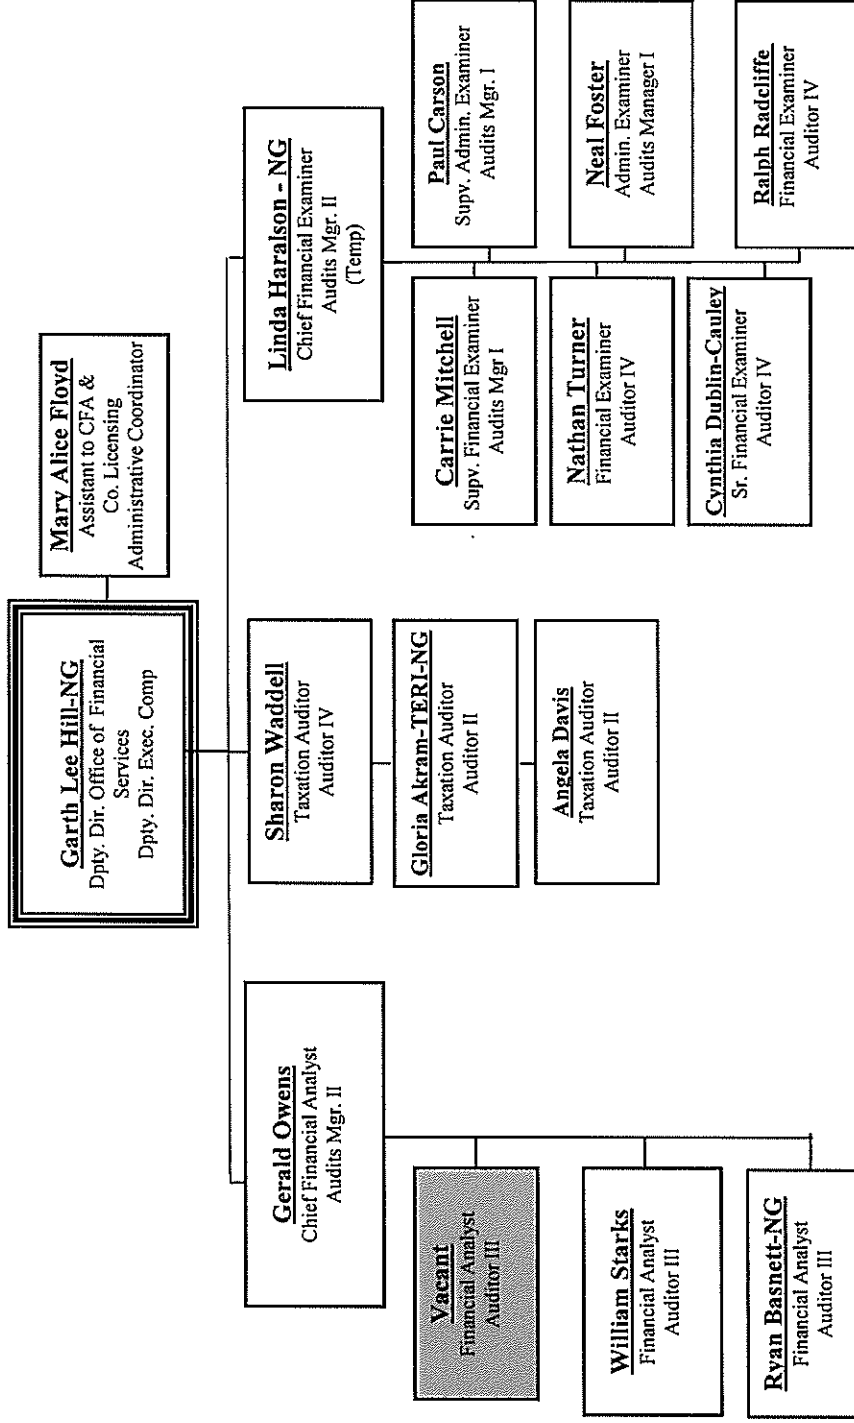 Garth Lee Hill-NG
Dpty. Dir. Office of Financial
Services
Dpty. Dir. Exec. Comp
Mary Alice Floyd
Assistant to CFA &
Co. Licensing
Administrative Coordinator
Gerald Owens
Chief Financial Analyst
Audits Mgr. II
Vacant
Financial Analyst
Auditor III
William Starks
Financial Analyst
Auditor III
Ryan Basnett-NG
Financial Analyst
Auditor III
Sharon Waddell
Taxation Auditor
Auditor IV
Gloria Akram-TERI-NG
Taxation Auditor
Auditor II
Angela Davis
Taxation Auditor
Auditor II
Linda Haralson - NG
Chief Financial Examiner
Audits Mgr. II
(Temp)
Carrie Mitchell
Supv. Financial Examiner
Audits Mgr I
Paul Carson
Supv. Admin. Examiner
Audits Mgr. I
Nathan Turner
Financial Examiner
Auditor IV
Neal Foster
Admin. Examiner
Audits Manager I
Cynthia Dublin-Cauley
Sr. Financial Examiner
Auditor IV
Ralph Radcliffe
Financial Examiner
Auditor IV